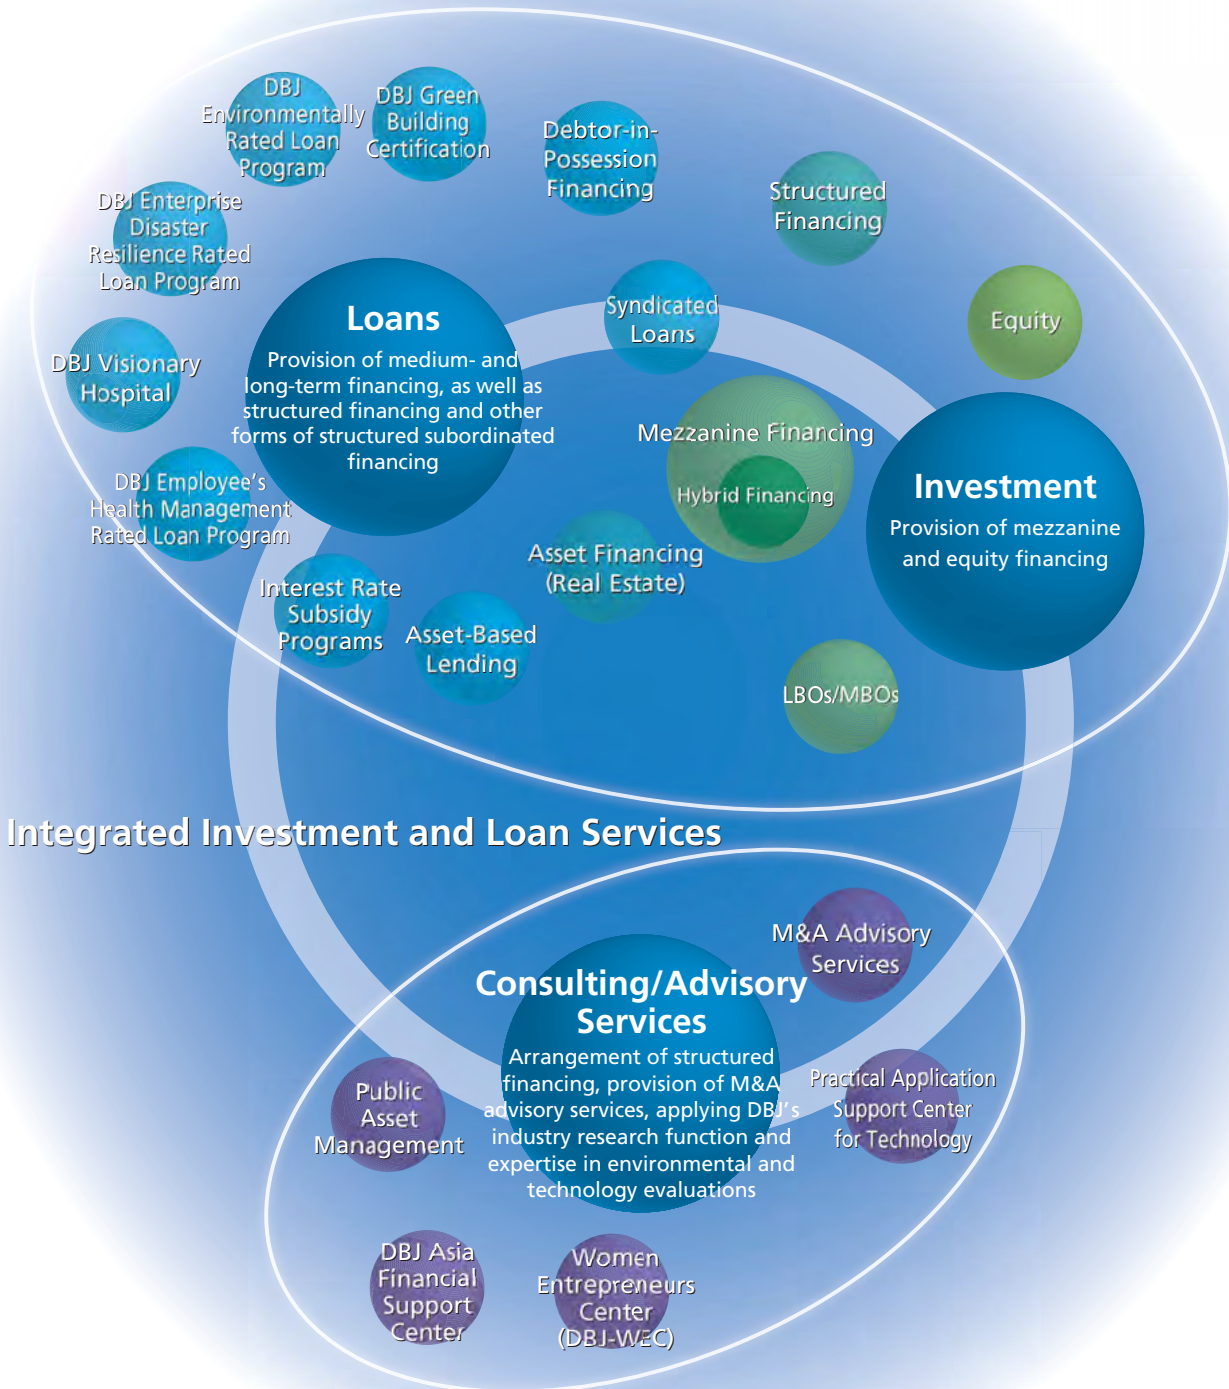 DBJ
Environmentally
Rated Loan
Program
DBJ Green
Building
Certification
Debtor-in-
Possession
Financing
Structured
Financing
DBJ Enterprise
Disaster
Resilience Rated
Loan Program
Loans
Provision of medium- and
long-term financing, as well as
structured financing and other
forms of structured subordinated
financing
Syndicated
Loans
Equity
DBJ Visionary
Hospital
Mezzanine Financing
Hybrid Financing
Investment
Provision of mezzanine
and equity financing
DBJ Employee's
Health Management
Rated Loan Program
Asset Financing
(Real Estate)
Interest Rate
Subsidy
Programs
Asset-Based
Lending
LBOs/MBOs
Integrated Investment and Loan Services
M&A Advisory
Services
Consulting/Advisory
Services
Arrangement of structured
financing, provision of M&A
advisory services, applying DBJ's
industry research function and
expertise in environmental and
technology evaluations
Public
Asset
Management
Practical Application
Support Center
for Technology
DBJ Asia
Financial
Support
Center
Women
Entrepreneurs
Center
(DBJ-WEC)